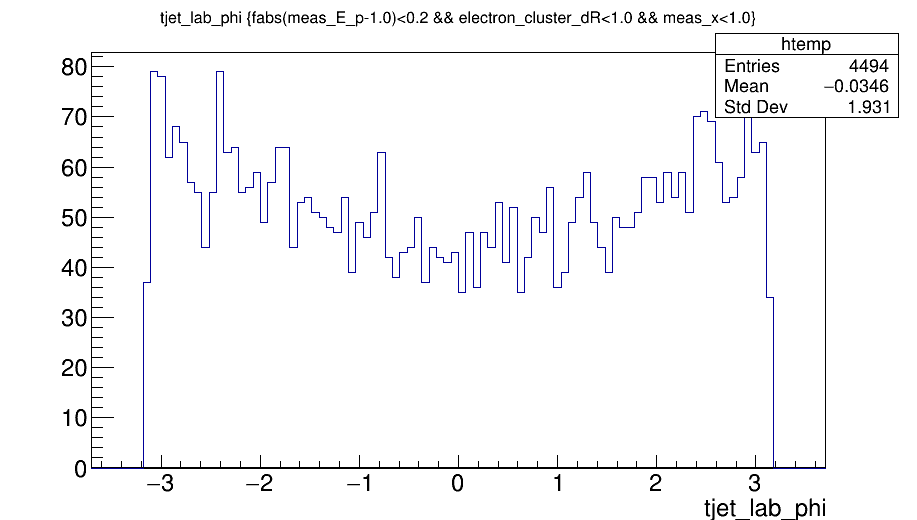 tjet_lab_phi {fabs(meas_E_p-1.0)<0.2 && electron_cluster_dR<1.0 && meas_x<1.0}
htemp
Entries 4494
Mean −0.0346
Std Dev 1.931
80
70
60
50
40
30
20
10
0
−3 −2 −1 0 1 2 3
tjet_lab_phi